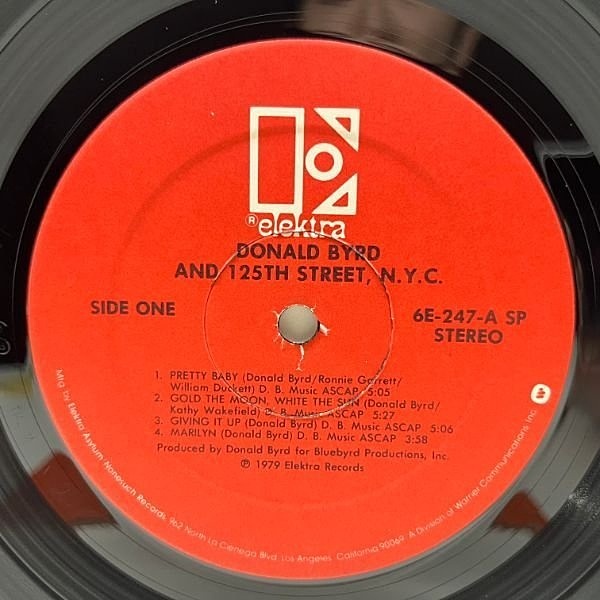 ® elektra
DONALD BYRD
AND 125TH STREET, N.Y.C.
SIDE ONE
6E-247-A SP
STEREO
1. PRETTY BABY (Donald Byrd/Ronnie Garrett/
William Duckett) D. B. Music ASCAP 5:05
2. GOLD THE MOON, WHITE THE SUN (Donald Byrd/
Kathy Wakefield) D. B. Music ASCAP 5:27
3. GIVING IT UP (Donald Byrd) D. B. Music ASCAP 5:06
4. MARILYN (Donald Byrd) D. B. Music ASCAP 3:58
Produced by Donald Byrd for Bluebyrd Productions, Inc.
℗ 1979 Elektra Records
Mfg by Elektra Asylum Nonesuch Records, 962 North La Cienega Blvd. Los Angeles, California 90069. A Division of Warner Communications Inc.